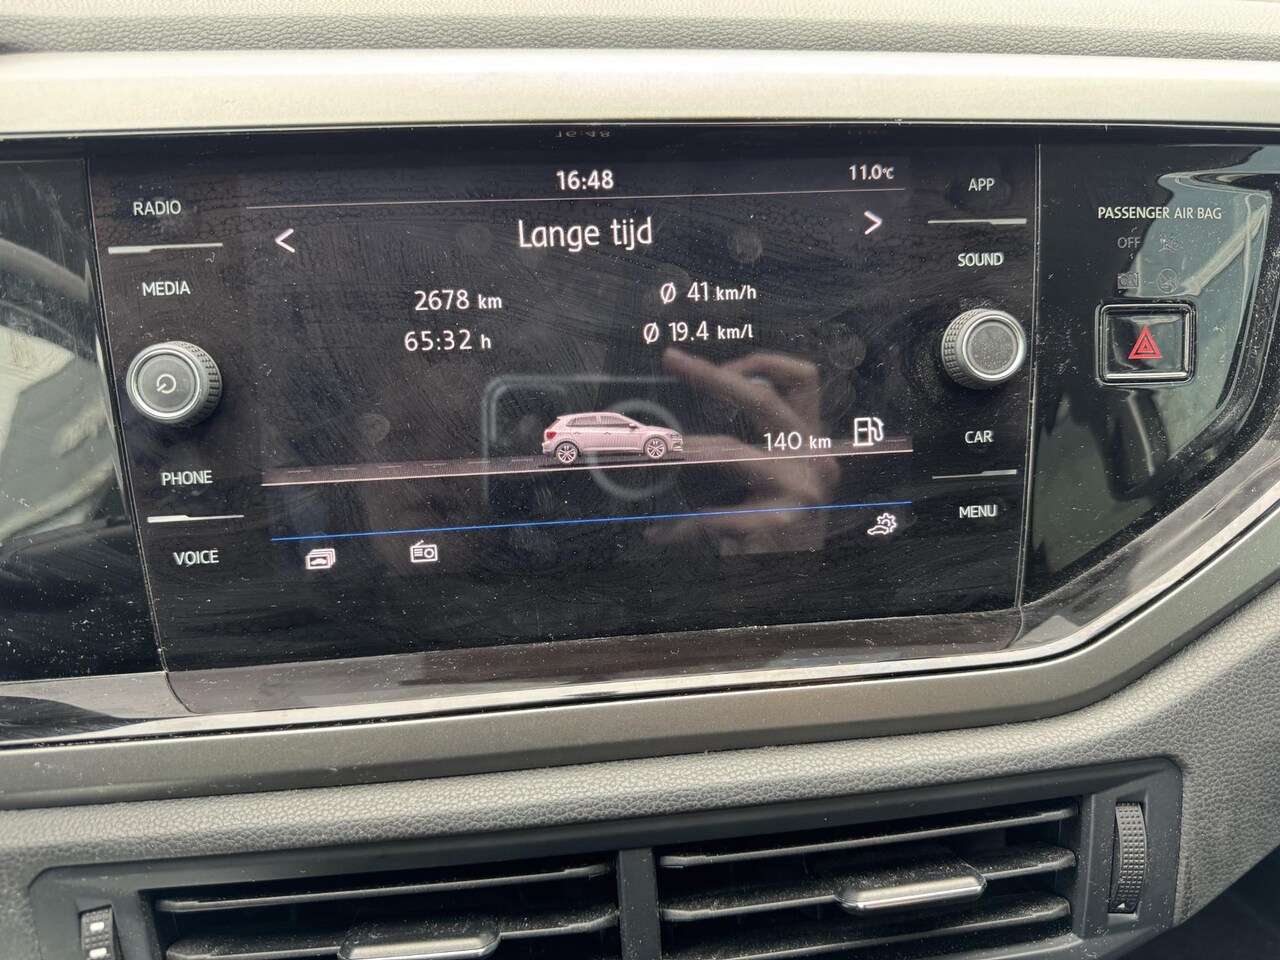 16:48
11.0°C
Lange tijd
<
>
2678 km
Ø 41 km/h
65:32 h
Ø 19.4 km/l
140 km
RADIO
MEDIA
PHONE
VOICE
APP
SOUND
CAR
MENU
PASSENGER AIR BAG
OFF